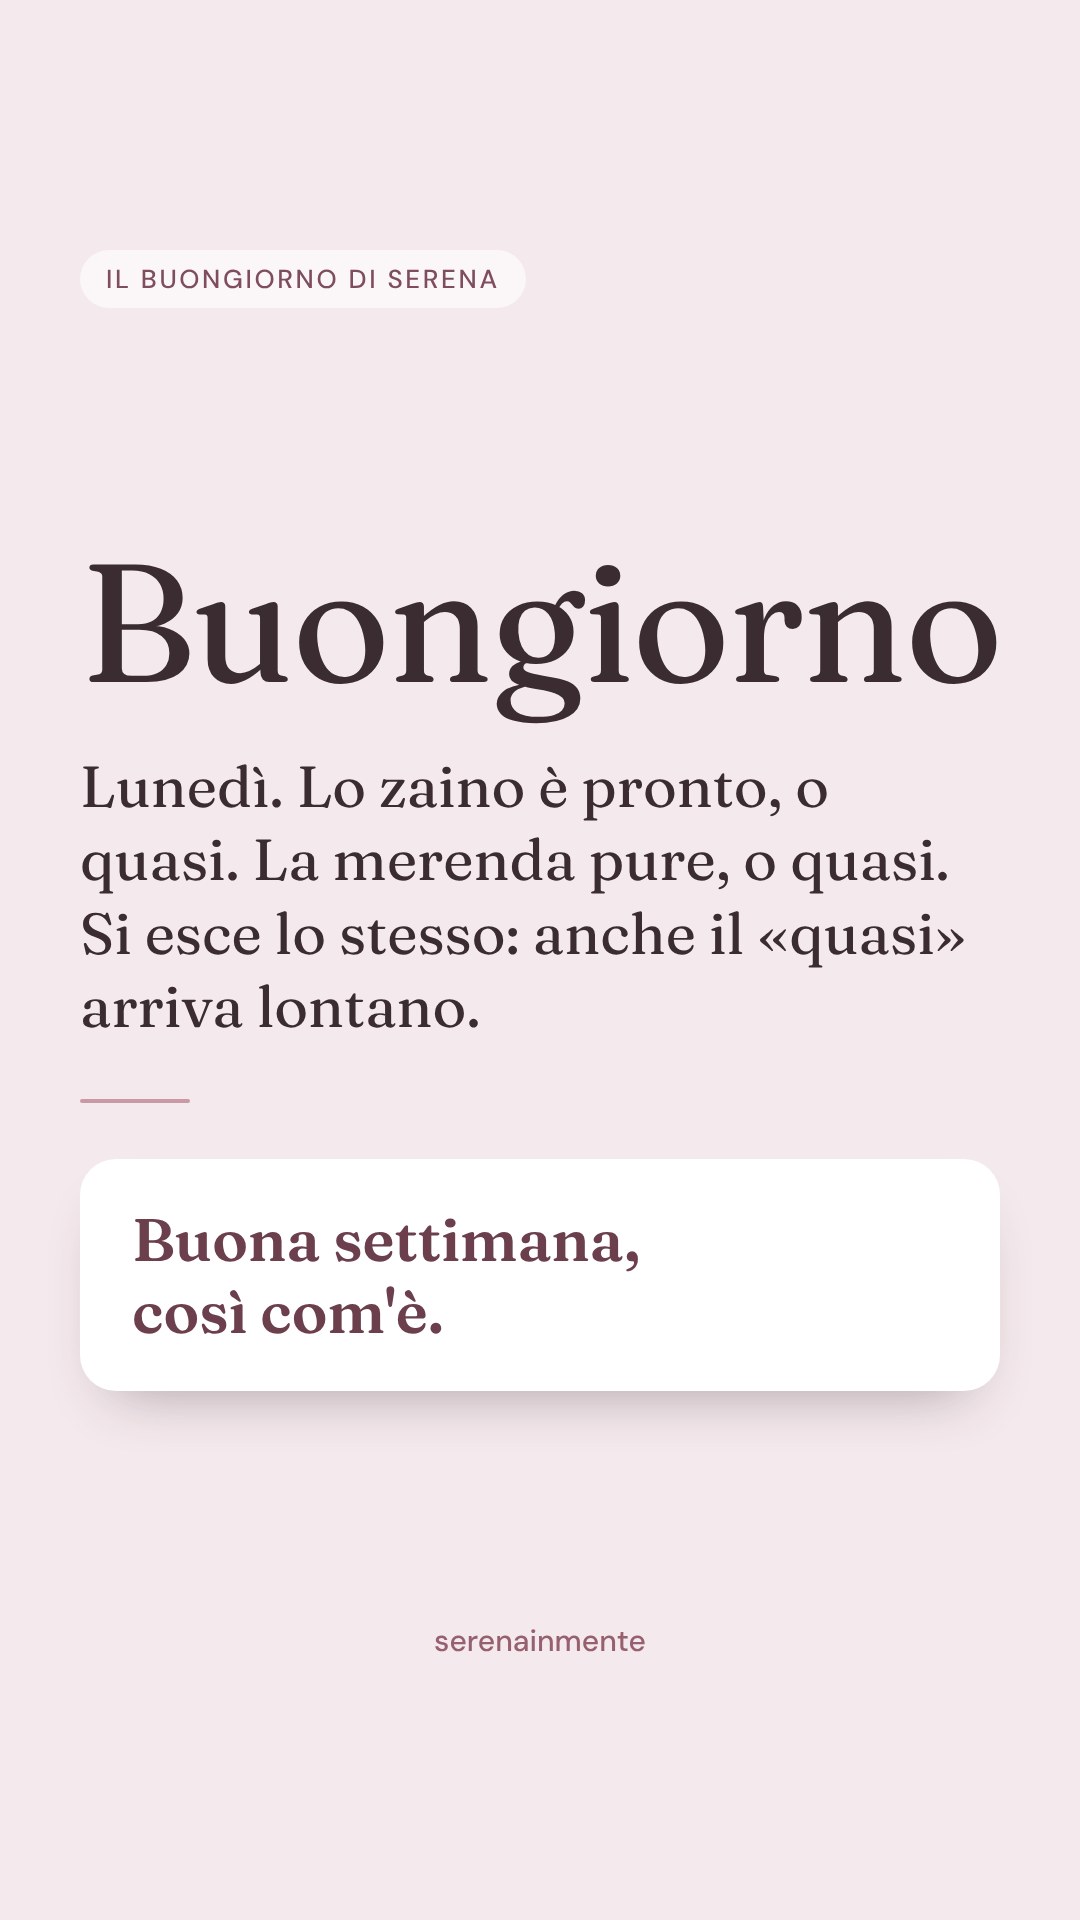 IL BUONGIORNO DI SERENA
Buongiorno
Lunedì. Lo zaino è pronto, o
quasi. La merenda pure, o quasi.
Si esce lo stesso: anche il «quasi»
arriva lontano.
Buona settimana,
così com'è.
serenainmente